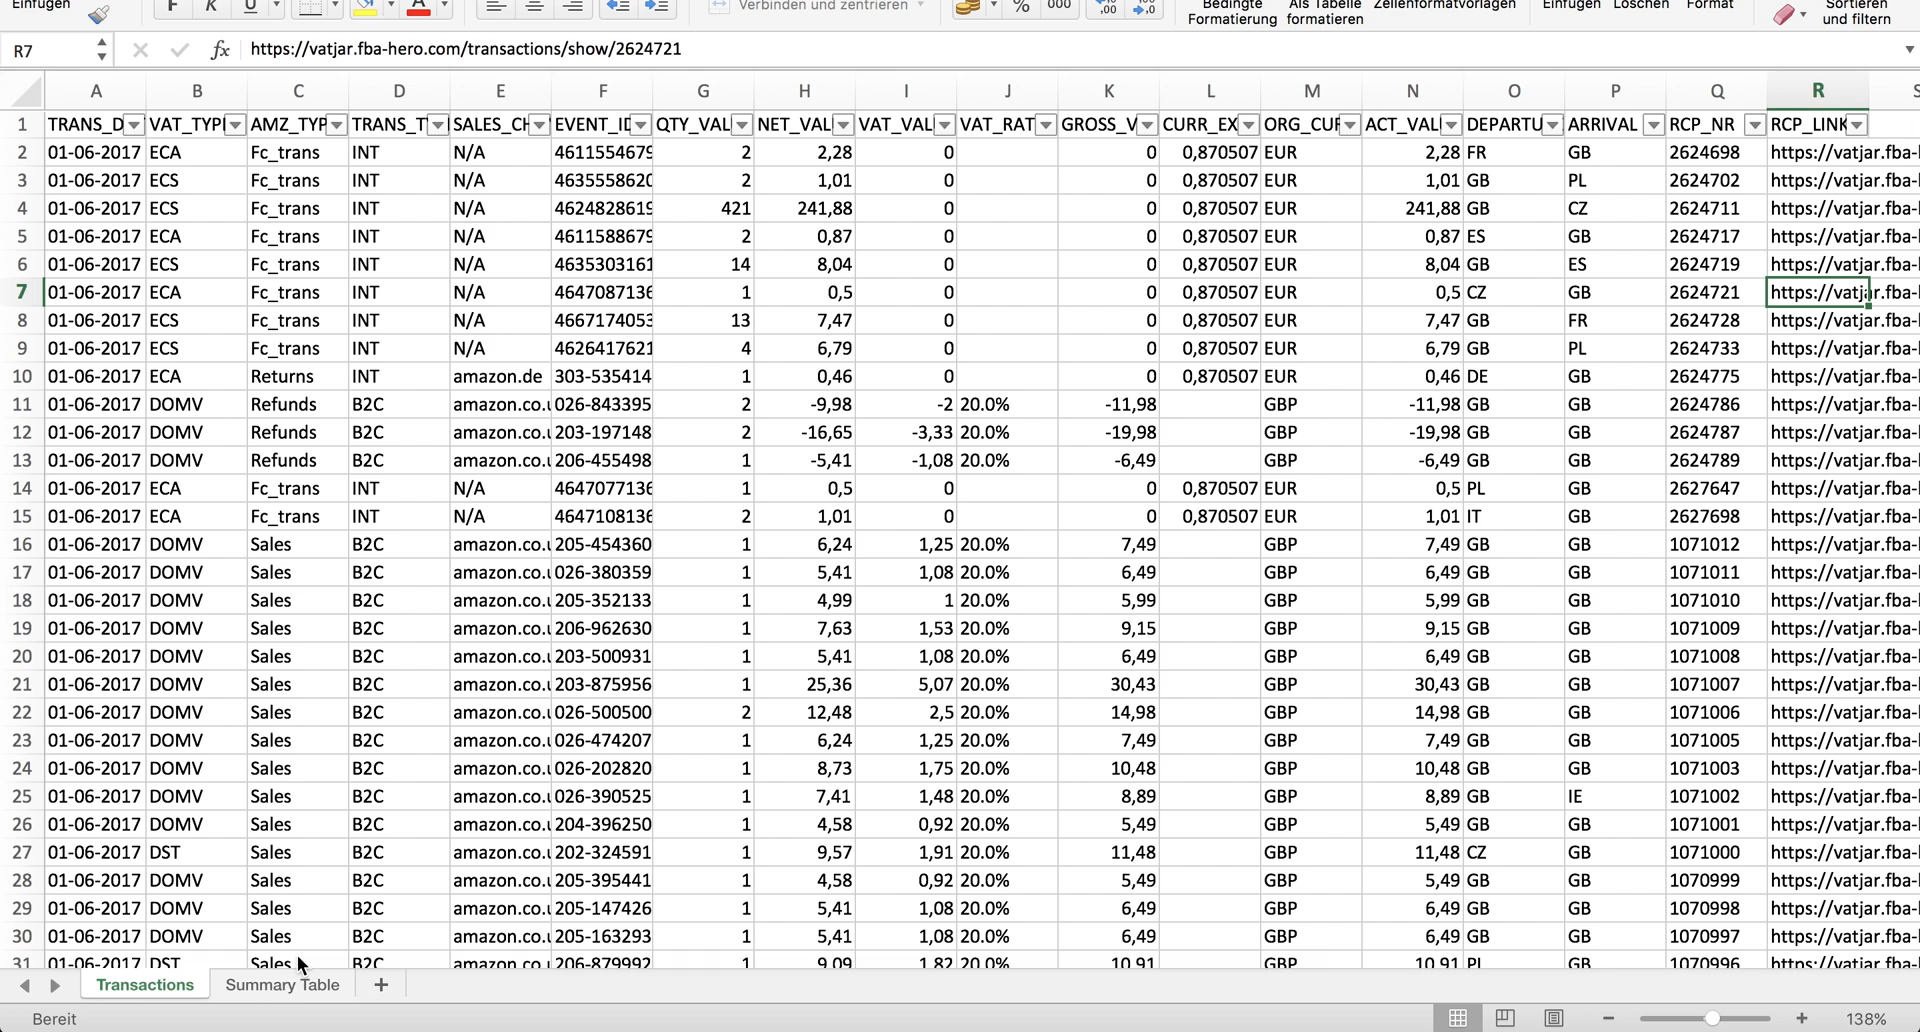 Einfügen F K U A Verbinden und zentrieren % 000 Bedingte Formatierung Als Tabelle formatieren Zellenformatvorlagen Einfügen Löschen Format Sortieren und filtern
R7 fx https://vatjar.fba-hero.com/transactions/show/2624721
A B C D E F G H I J K L M N O P Q R S
1 TRANS_D VAT_TYP AMZ_TYP TRANS_T SALES_CH EVENT_ID QTY_VAL NET_VAL VAT_VAL VAT_RAT GROSS_V CURR_EX ORG_CUR ACT_VAL DEPARTU ARRIVAL RCP_NR RCP_LINK
2 01-06-2017 ECA Fc_trans INT N/A 4611554679 2 2,28 0 0 0,870507 EUR 2,28 FR GB 2624698 https://vatjar.fba-
3 01-06-2017 ECS Fc_trans INT N/A 4635558620 2 1,01 0 0 0,870507 EUR 1,01 GB PL 2624702 https://vatjar.fba-
4 01-06-2017 ECS Fc_trans INT N/A 4624828619 421 241,88 0 0 0,870507 EUR 241,88 GB CZ 2624711 https://vatjar.fba-
5 01-06-2017 ECA Fc_trans INT N/A 4611588679 2 0,87 0 0 0,870507 EUR 0,87 ES GB 2624717 https://vatjar.fba-
6 01-06-2017 ECS Fc_trans INT N/A 4635303161 14 8,04 0 0 0,870507 EUR 8,04 GB ES 2624719 https://vatjar.fba-
7 01-06-2017 ECA Fc_trans INT N/A 4647087136 1 0,5 0 0 0,870507 EUR 0,5 CZ GB 2624721 https://vatjar.fba-
8 01-06-2017 ECS Fc_trans INT N/A 4667174053 13 7,47 0 0 0,870507 EUR 7,47 GB FR 2624728 https://vatjar.fba-
9 01-06-2017 ECS Fc_trans INT N/A 4626417621 4 6,79 0 0 0,870507 EUR 6,79 GB PL 2624733 https://vatjar.fba-
10 01-06-2017 ECA Returns INT amazon.de 303-535414 1 0,46 0 0 0,870507 EUR 0,46 DE GB 2624775 https://vatjar.fba-
11 01-06-2017 DOMV Refunds B2C amazon.co.u 026-843395 2 -9,98 -2 20.0% -11,98 GBP -11,98 GB GB 2624786 https://vatjar.fba-
12 01-06-2017 DOMV Refunds B2C amazon.co.u 203-197148 2 -16,65 -3,33 20.0% -19,98 GBP -19,98 GB GB 2624787 https://vatjar.fba-
13 01-06-2017 DOMV Refunds B2C amazon.co.u 206-455498 1 -5,41 -1,08 20.0% -6,49 GBP -6,49 GB GB 2624789 https://vatjar.fba-
14 01-06-2017 ECA Fc_trans INT N/A 4647077136 1 0,5 0 0 0,870507 EUR 0,5 PL GB 2627647 https://vatjar.fba-
15 01-06-2017 ECA Fc_trans INT N/A 4647108136 2 1,01 0 0 0,870507 EUR 1,01 IT GB 2627698 https://vatjar.fba-
16 01-06-2017 DOMV Sales B2C amazon.co.u 205-454360 1 6,24 1,25 20.0% 7,49 GBP 7,49 GB GB 1071012 https://vatjar.fba-
17 01-06-2017 DOMV Sales B2C amazon.co.u 026-380359 1 5,41 1,08 20.0% 6,49 GBP 6,49 GB GB 1071011 https://vatjar.fba-
18 01-06-2017 DOMV Sales B2C amazon.co.u 205-352133 1 4,99 1 20.0% 5,99 GBP 5,99 GB GB 1071010 https://vatjar.fba-
19 01-06-2017 DOMV Sales B2C amazon.co.u 206-962630 1 7,63 1,53 20.0% 9,15 GBP 9,15 GB GB 1071009 https://vatjar.fba-
20 01-06-2017 DOMV Sales B2C amazon.co.u 203-500931 1 5,41 1,08 20.0% 6,49 GBP 6,49 GB GB 1071008 https://vatjar.fba-
21 01-06-2017 DOMV Sales B2C amazon.co.u 203-875956 1 25,36 5,07 20.0% 30,43 GBP 30,43 GB GB 1071007 https://vatjar.fba-
22 01-06-2017 DOMV Sales B2C amazon.co.u 026-500500 2 12,48 2,5 20.0% 14,98 GBP 14,98 GB GB 1071006 https://vatjar.fba-
23 01-06-2017 DOMV Sales B2C amazon.co.u 026-474207 1 6,24 1,25 20.0% 7,49 GBP 7,49 GB GB 1071005 https://vatjar.fba-
24 01-06-2017 DOMV Sales B2C amazon.co.u 026-202820 1 8,73 1,75 20.0% 10,48 GBP 10,48 GB GB 1071003 https://vatjar.fba-
25 01-06-2017 DOMV Sales B2C amazon.co.u 026-390525 1 7,41 1,48 20.0% 8,89 GBP 8,89 GB IE 1071002 https://vatjar.fba-
26 01-06-2017 DOMV Sales B2C amazon.co.u 204-396250 1 4,58 0,92 20.0% 5,49 GBP 5,49 GB GB 1071001 https://vatjar.fba-
27 01-06-2017 DST Sales B2C amazon.co.u 202-324591 1 9,57 1,91 20.0% 11,48 GBP 11,48 CZ GB 1071000 https://vatjar.fba-
28 01-06-2017 DOMV Sales B2C amazon.co.u 205-395441 1 4,58 0,92 20.0% 5,49 GBP 5,49 GB GB 1070999 https://vatjar.fba-
29 01-06-2017 DOMV Sales B2C amazon.co.u 205-147426 1 5,41 1,08 20.0% 6,49 GBP 6,49 GB GB 1070998 https://vatjar.fba-
30 01-06-2017 DOMV Sales B2C amazon.co.u 205-163293 1 5,41 1,08 20.0% 6,49 GBP 6,49 GB GB 1070997 https://vatjar.fba-
31 01-06-2017 DST Sales B2C amazon.co.u 206-879992 1 9,09 1,82 20.0% 10,91 GBP 10,91 PL GB 1070996 https://vatjar.fba-
Transactions Summary Table +
Bereit 138%